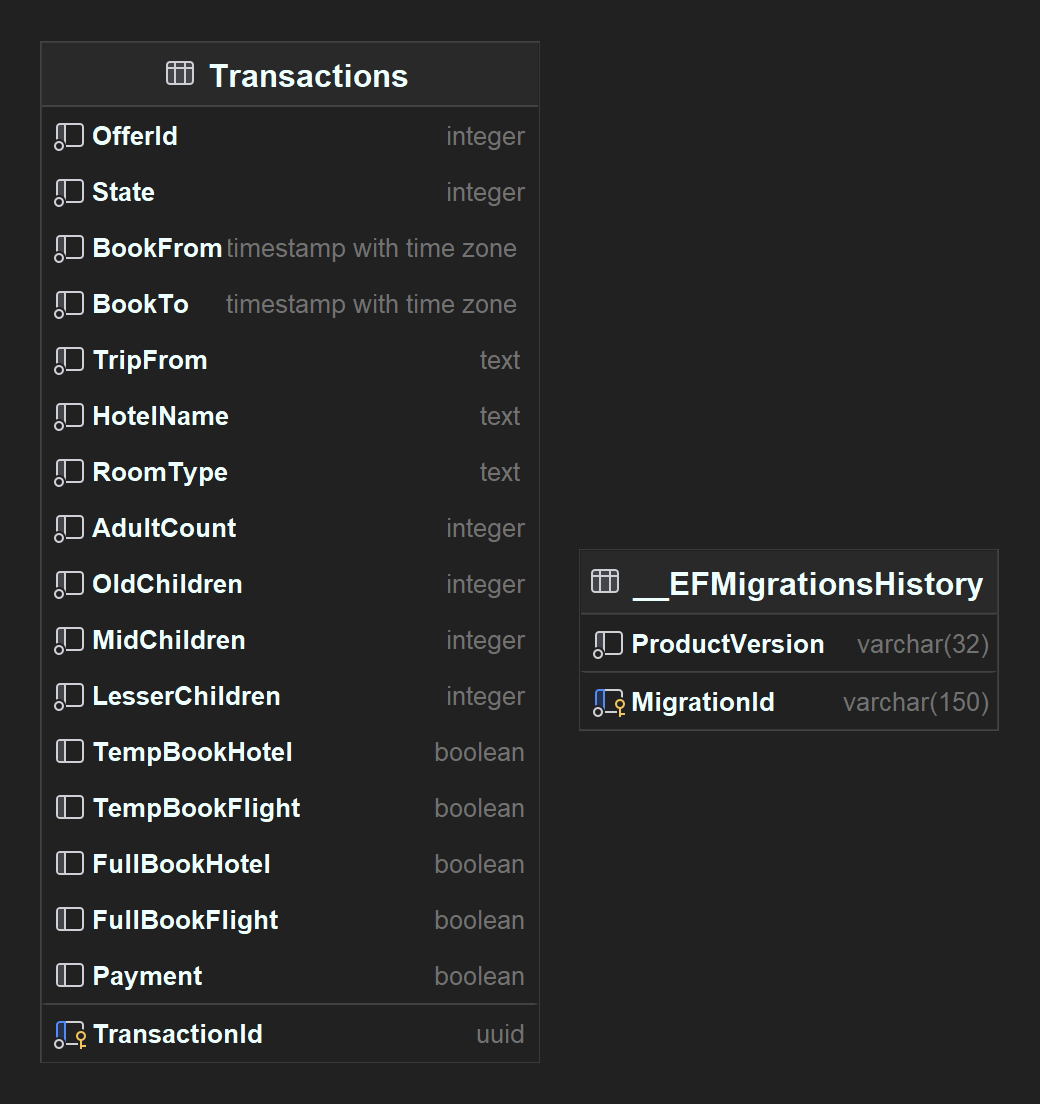 Transactions
OfferId integer
State integer
BookFrom timestamp with time zone
BookTo timestamp with time zone
TripFrom text
HotelName text
RoomType text
AdultCount integer
OldChildren integer
MidChildren integer
LesserChildren integer
TempBookHotel boolean
TempBookFlight boolean
FullBookHotel boolean
FullBookFlight boolean
Payment boolean
TransactionId uuid
__EFMigrationsHistory
ProductVersion varchar(32)
MigrationId varchar(150)